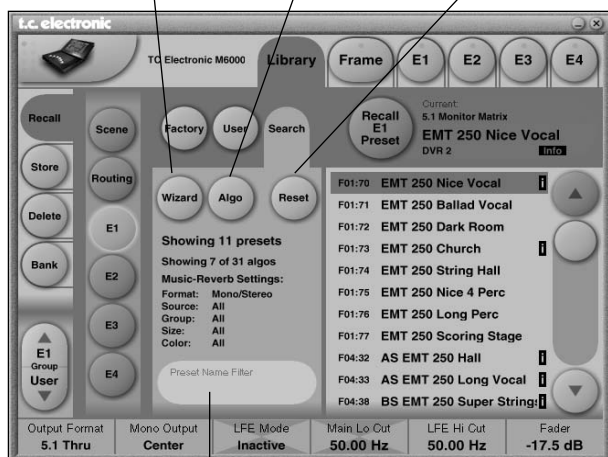 t.c. electronic
TC Electronic M6000
Library
Frame
E1
E2
E3
E4
Recall
Store
Delete
Bank
E1
Group
User
Scene
Routing
E1
E2
E3
E4
Factory
User
Search
Wizard
Algo
Reset
Showing 11 presets
Showing 7 of 31 algos
Music-Reverb Settings:
Format: Mono/Stereo
Source: All
Group: All
Size: All
Color: All
Preset Name Filter
Recall
E1
Preset
Current:
5.1 Monitor Matrix
EMT 250 Nice Vocal
DVR 2
Info
F01:70 EMT 250 Nice Vocal i
F01:71 EMT 250 Ballad Vocal
F01:72 EMT 250 Dark Room
F01:73 EMT 250 Church i
F01:74 EMT 250 String Hall
F01:75 EMT 250 Nice 4 Perc
F01:76 EMT 250 Long Perc
F01:77 EMT 250 Scoring Stage
F04:32 AS EMT 250 Hall i
F04:33 AS EMT 250 Long Vocal i
F04:38 BS EMT 250 Super Strings i
Output Format
5.1 Thru
Mono Output
Center
LFE Mode
Inactive
Main Lo Cut
50.00 Hz
LFE Hi Cut
50.00 Hz
Fader
-17.5 dB